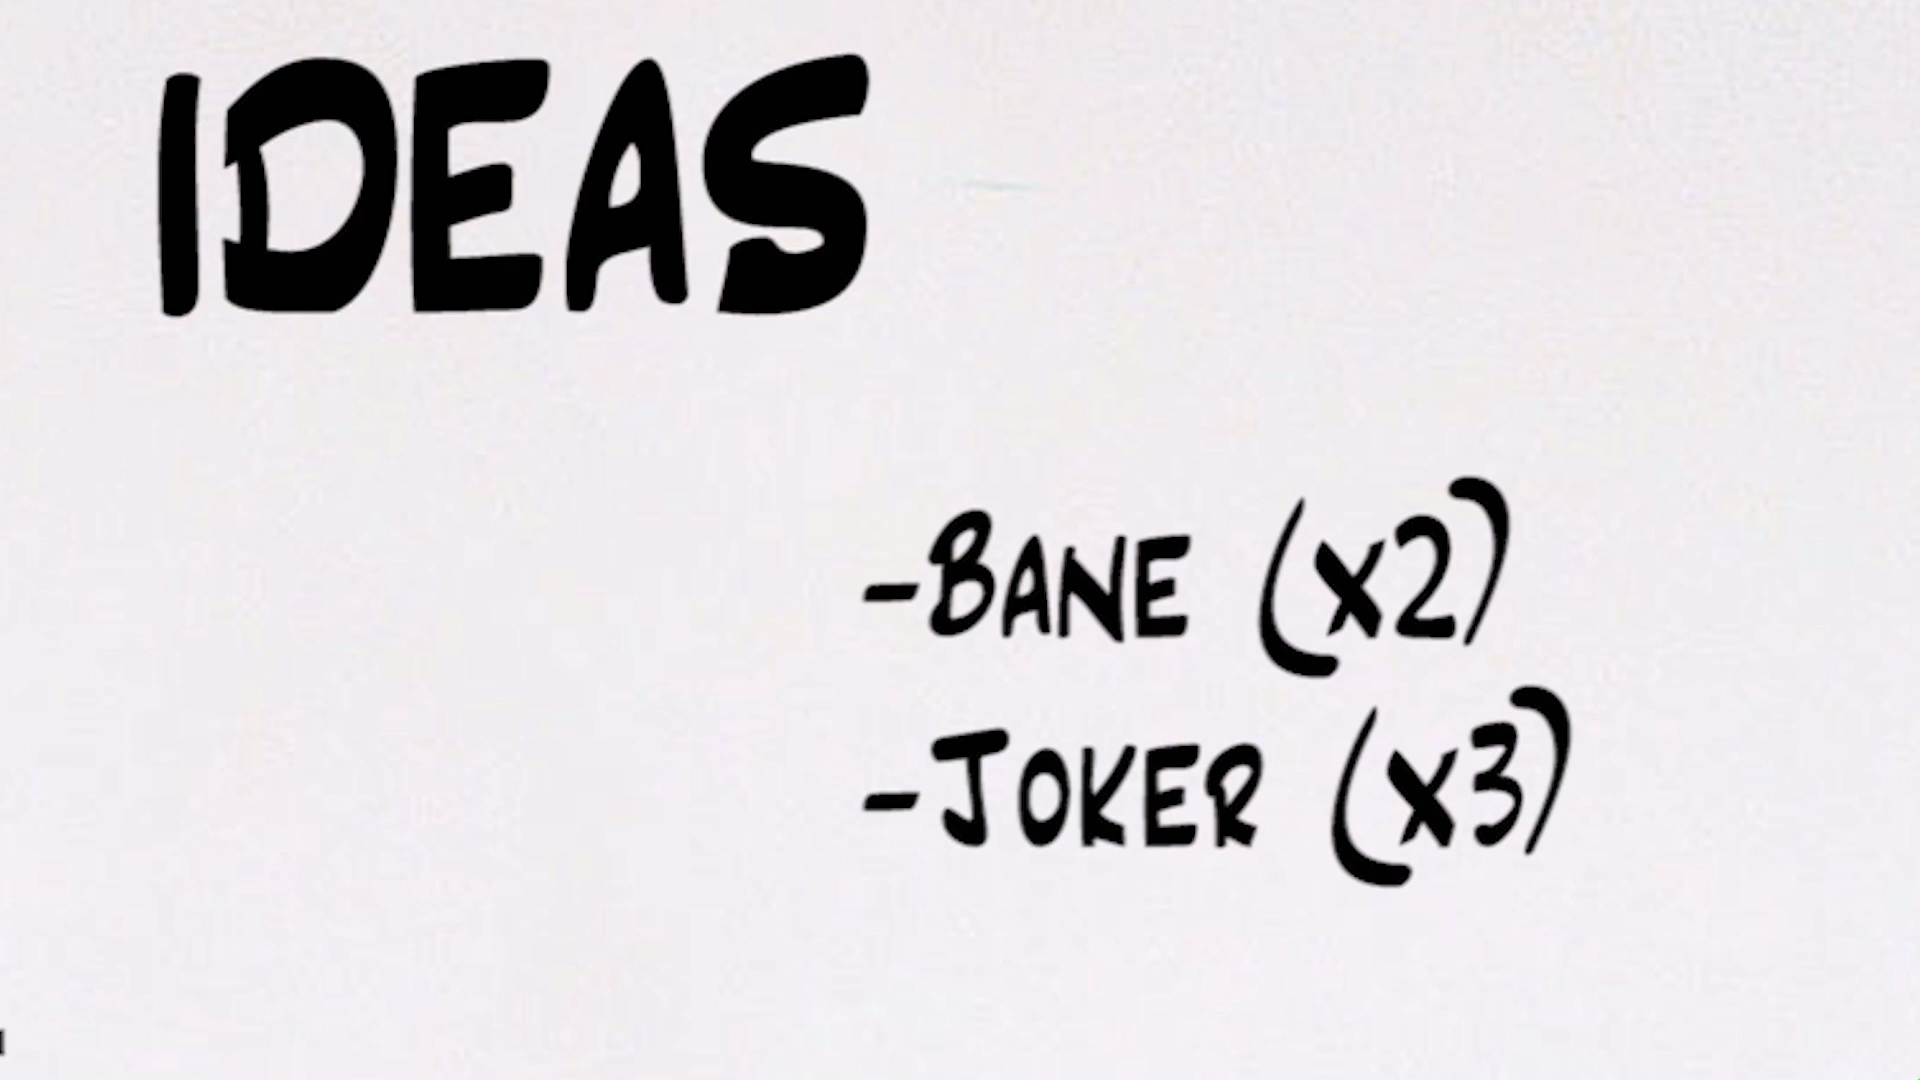 IDEAS
-BANE (x2)
-JOKER (x3)